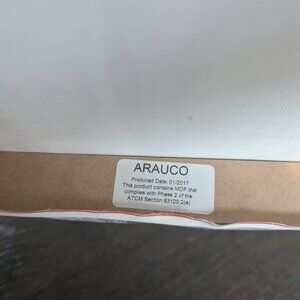 ARAUCO
Produced Date: 01/2017
This product contains MDF that
complies with Phase 2 of the
ATCM Section 93120.2(a)